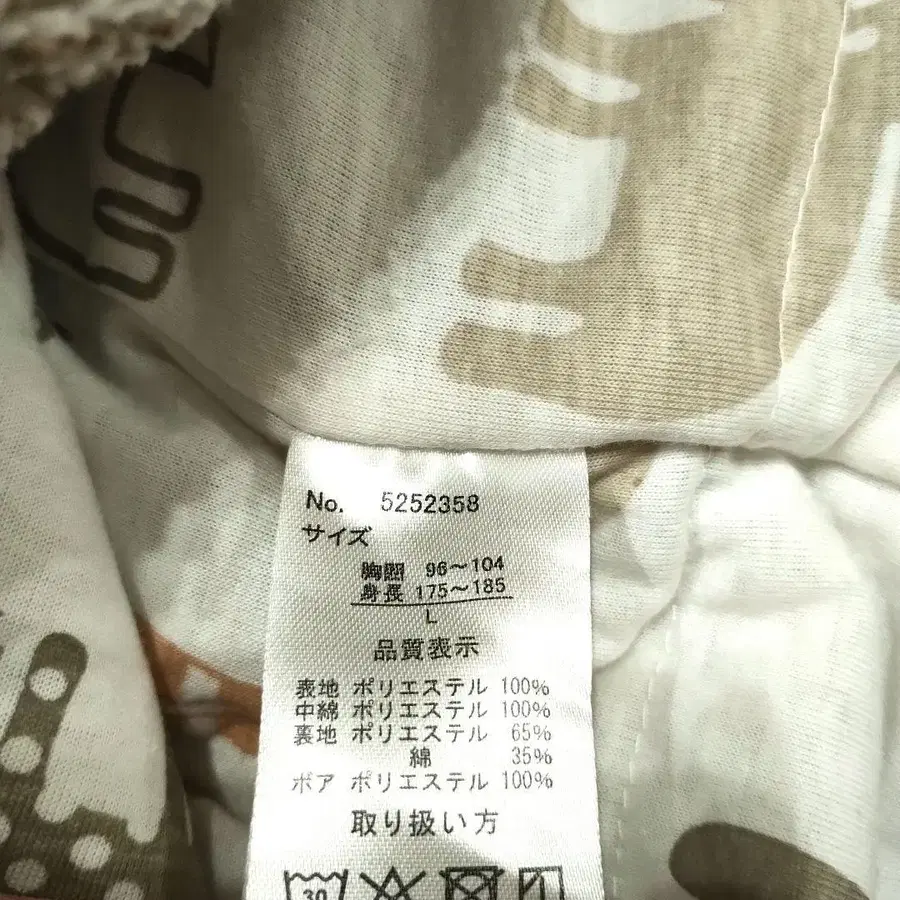 No. 5252358
サイズ
胸囲 96～104
身長 175～185
L
品質表示
表地 ポリエステル 100%
中綿 ポリエステル 100%
裏地 ポリエステル 65%
綿 35%
ボア ポリエステル 100%
取り扱い方
30